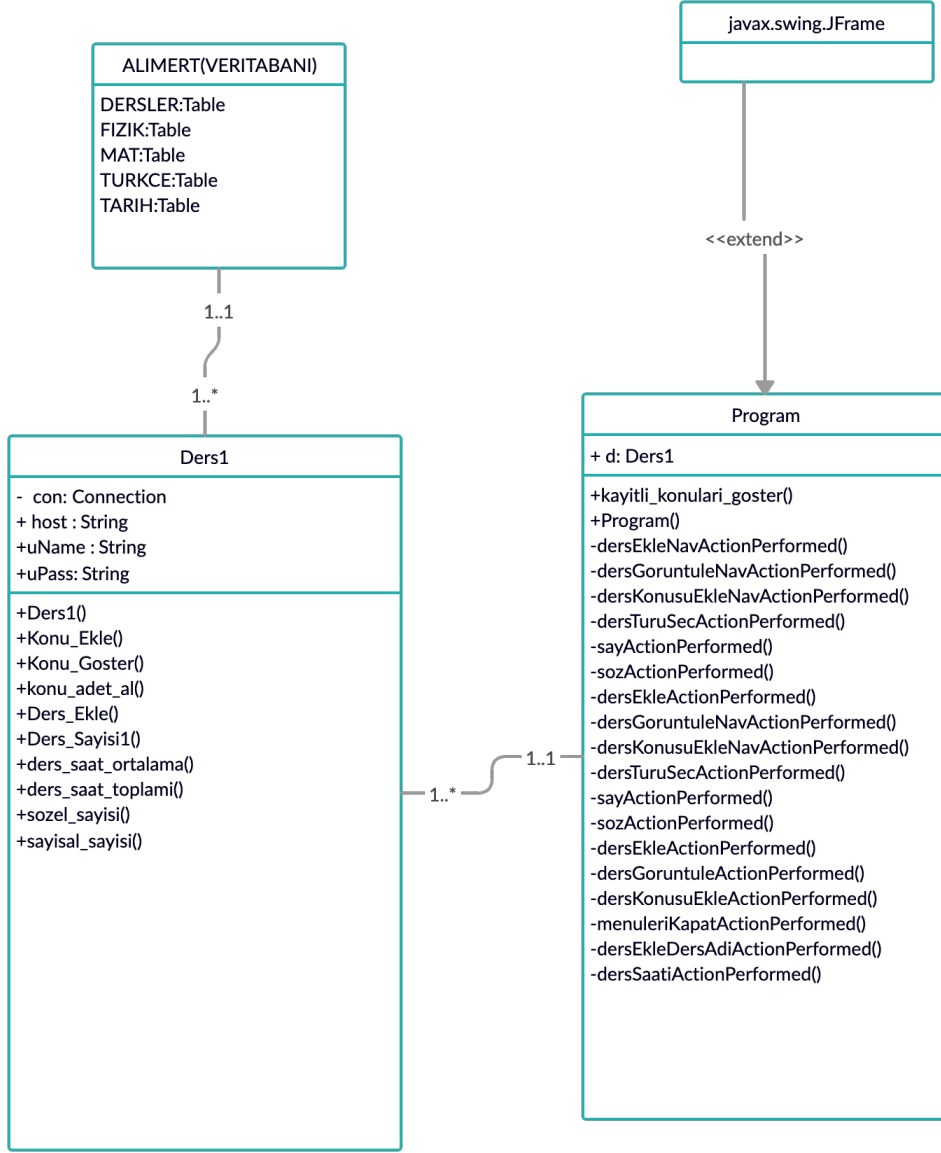 javax.swing.JFrame
ALIMERT(VERITABANI)
DERSLER:Table
FIZIK:Table
MAT:Table
TURKCE:Table
TARIH:Table
<<extend>>
1..1
1..*
Ders1
- con: Connection
+ host : String
+uName : String
+uPass: String
+Ders1()
+Konu_Ekle()
+Konu_Goster()
+konu_adet_al()
+Ders_Ekle()
+Ders_Sayisi1()
+ders_saat_ortalama()
+ders_saat_toplami()
+sozel_sayisi()
+sayisal_sayisi()
1..*
1..1
Program
+ d: Ders1
+kayitli_konulari_goster()
+Program()
-dersEkleNavActionPerformed()
-dersGoruntuleNavActionPerformed()
-dersKonusuEkleNavActionPerformed()
-dersTuruSecActionPerformed()
-sayActionPerformed()
-sozActionPerformed()
-dersEkleActionPerformed()
-dersGoruntuleNavActionPerformed()
-dersKonusuEkleNavActionPerformed()
-dersTuruSecActionPerformed()
-sayActionPerformed()
-sozActionPerformed()
-dersEkleActionPerformed()
-dersGoruntuleActionPerformed()
-dersKonusuEkleActionPerformed()
-menuleriKapatActionPerformed()
-dersEkleDersAdiActionPerformed()
-dersSaatiActionPerformed()